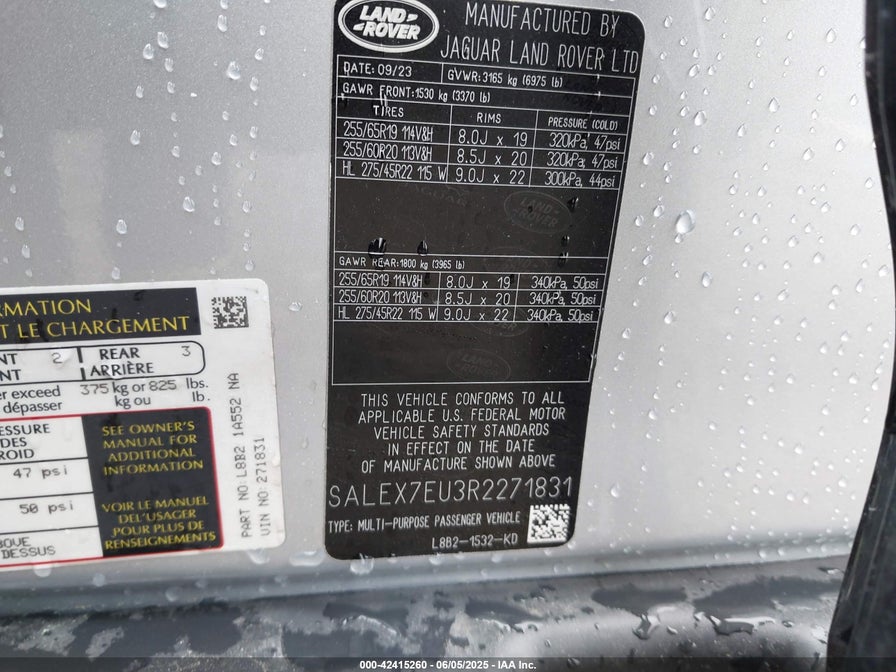 LAND
ROVER
MANUFACTURED BY
JAGUAR LAND ROVER LTD
DATE: 09/23 GVWR: 3165 kg (6975 lb)
GAWR FRONT: 1530 kg (3370 lb)
TIRES RIMS PRESSURE (COLD)
255/65R19 114V&H 8.0J x 19 320kPa, 47psi
255/60R20 113V&H 8.5J x 20 320kPa, 47psi
HL 275/45R22 115 W 9.0J x 22 300kPa, 44psi
LAND
ROVER
GAWR REAR: 1800 kg (3965 lb)
255/65R19 114V&H 8.0J x 19 340kPa, 50psi
255/60R20 113V&H 8.5J x 20 340kPa, 50psi
HL 275/45R22 115 W 9.0J x 22 340kPa, 50psi
LAND
ROVER
THIS VEHICLE CONFORMS TO ALL
APPLICABLE U.S. FEDERAL MOTOR
VEHICLE SAFETY STANDARDS
IN EFFECT ON THE DATE
OF MANUFACTURE SHOWN ABOVE
SALEX7EU3R2271831
TYPE: MULTI-PURPOSE PASSENGER VEHICLE
L8B2-1532-KD
RMATION
T LE CHARGEMENT
NT 2 REAR 3
NT ARRIÈRE
er exceed 375 kg or 825 lbs.
dépasser kg ou lb.
ESSURE
DES
ROID
47 psi
50 psi
BOVE
DESSUS
SEE OWNER'S
MANUAL FOR
ADDITIONAL
INFORMATION
VOIR LE MANUEL
DEL'USAGER
POUR PLUS DE
RENSEIGNEMENTS
PART NO: L8B2 1A552 NA
VIN NO: 271831
000-42415260 - 06/05/2025 - IAA Inc.